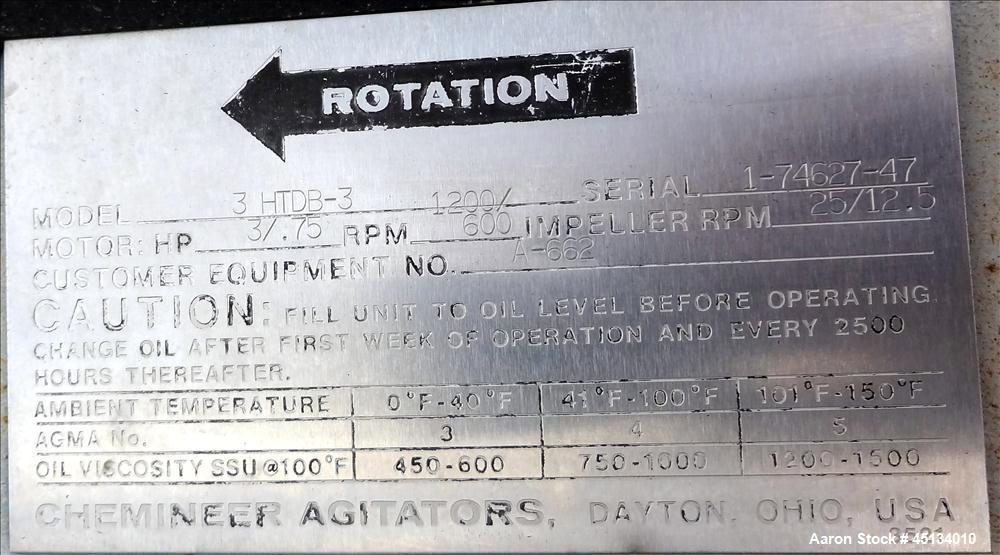 ROTATION
MODEL 3 HTDB-3 SERIAL 1-74627-47
MOTOR: HP 3/.75 RPM 1200/600 IMPELLER RPM 25/12.5
CUSTOMER EQUIPMENT NO. A-662
CAUTION: FILL UNIT TO OIL LEVEL BEFORE OPERATING
CHANGE OIL AFTER FIRST WEEK OF OPERATION AND EVERY 2500
HOURS THEREAFTER.
AMBIENT TEMPERATURE 0°F-40°F 41°F-100°F 101°F-150°F
AGMA No. 3 4 5
OIL VISCOSITY SSU @100°F 450-600 750-1000 1200-1500
CHEMINEER AGITATORS, DAYTON, OHIO, USA
Aaron Stock # 45134010